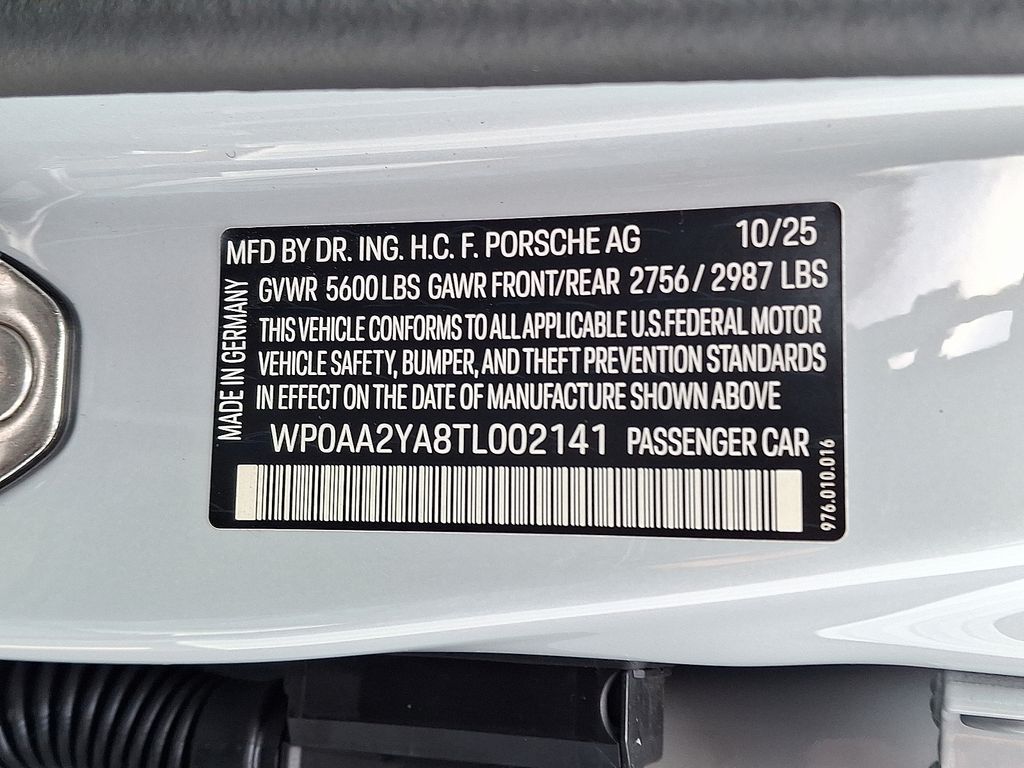 MFD BY DR. ING. H.C. F. PORSCHE AG 10/25
GVWR 5600 LBS GAWR FRONT/REAR 2756 / 2987 LBS
THIS VEHICLE CONFORMS TO ALL APPLICABLE U.S.FEDERAL MOTOR
VEHICLE SAFETY, BUMPER, AND THEFT PREVENTION STANDARDS
IN EFFECT ON THE DATE OF MANUFACTURE SHOWN ABOVE
WP0AA2YA8TL002141 PASSENGER CAR
MADE IN GERMANY
976.010.016